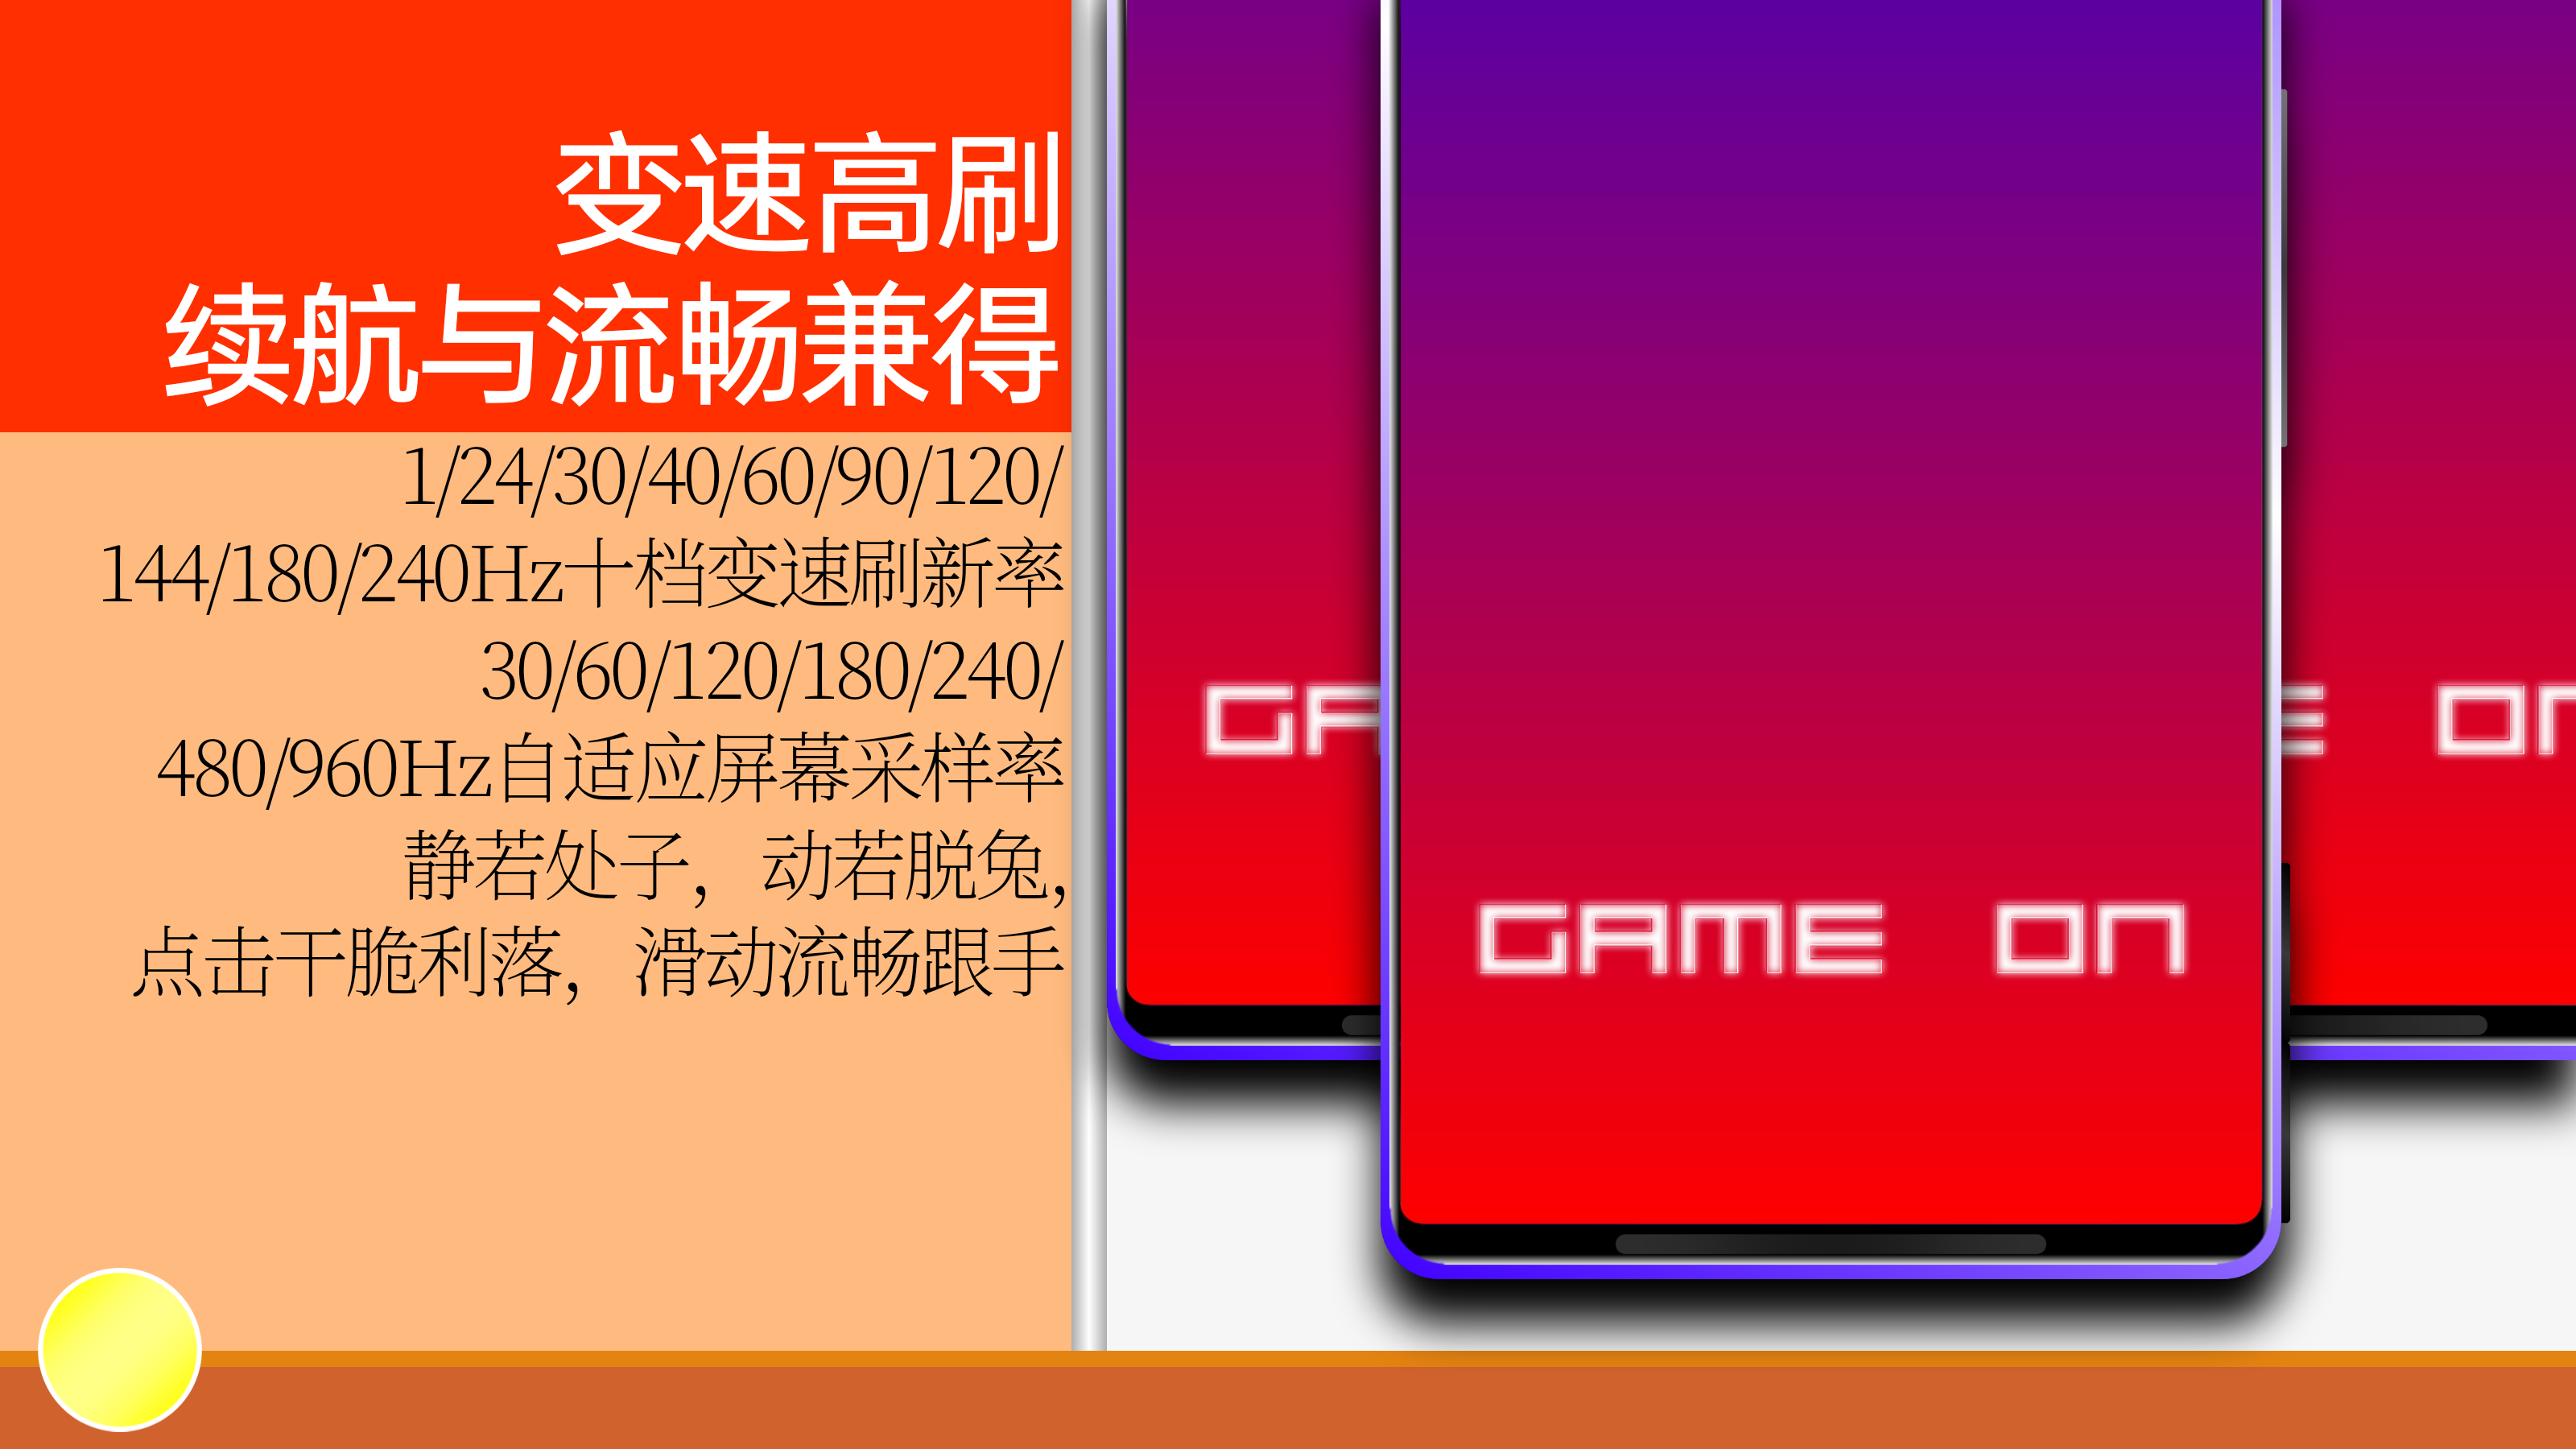 变速高刷
续航与流畅兼得
1/24/30/40/60/90/120/
144/180/240Hz十档变速刷新率
30/60/120/180/240/
480/960Hz自适应屏幕采样率
静若处子，动若脱兔，
点击干脆利落，滑动流畅跟手
GA
E ON
GAME ON